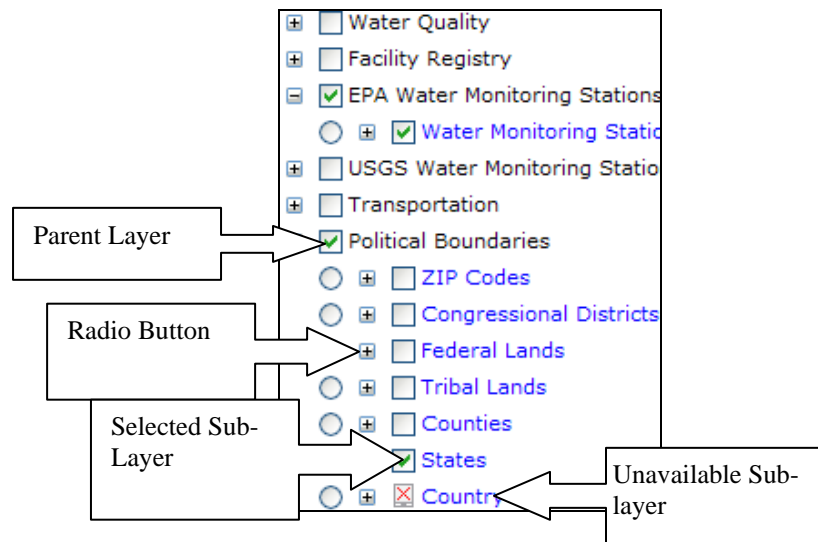 Water Quality
Facility Registry
EPA Water Monitoring Stations
Water Monitoring Static
USGS Water Monitoring Statio
Transportation
Parent Layer
Political Boundaries
ZIP Codes
Congressional Districts
Radio Button
Federal Lands
Tribal Lands
Selected Sub-
Layer
Counties
States
Unavailable Sub-
layer
Country